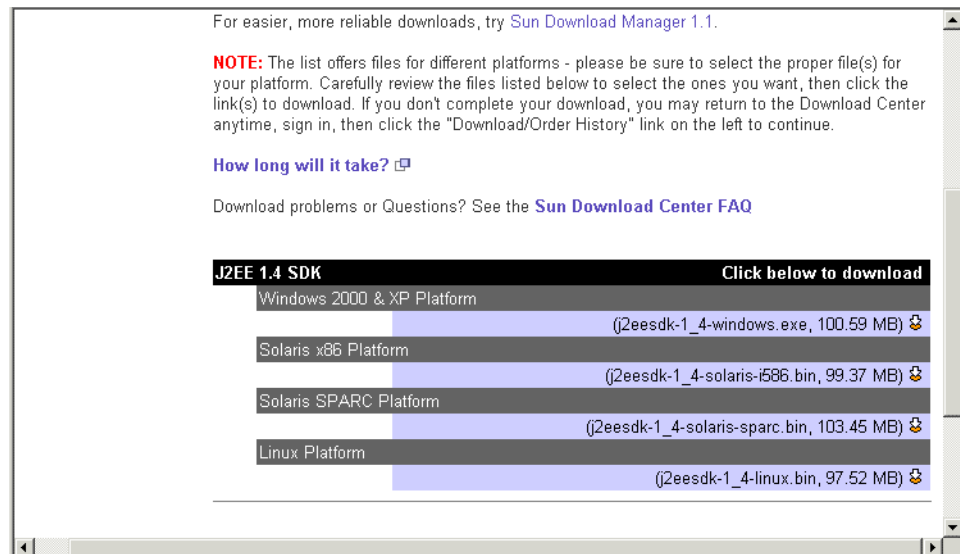 For easier, more reliable downloads, try Sun Download Manager 1.1.
NOTE: The list offers files for different platforms - please be sure to select the proper file(s) for
your platform. Carefully review the files listed below to select the ones you want, then click the
link(s) to download. If you don't complete your download, you may return to the Download Center
anytime, sign in, then click the "Download/Order History" link on the left to continue.
How long will it take?
Download problems or Questions? See the Sun Download Center FAQ
J2EE 1.4 SDK Click below to download
Windows 2000 & XP Platform
(j2eesdk-1_4-windows.exe, 100.59 MB)
Solaris x86 Platform
(j2eesdk-1_4-solaris-i586.bin, 99.37 MB)
Solaris SPARC Platform
(j2eesdk-1_4-solaris-sparc.bin, 103.45 MB)
Linux Platform
(j2eesdk-1_4-linux.bin, 97.52 MB)